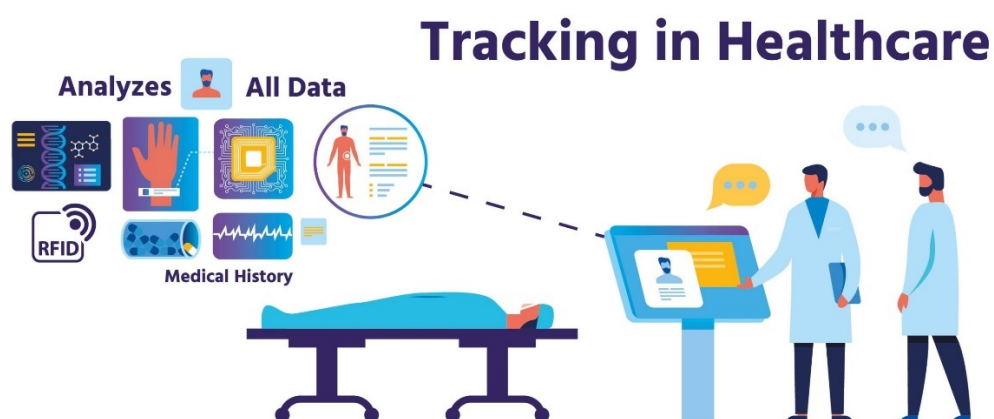 Tracking in Healthcare
Analyzes All Data
RFID
Medical History